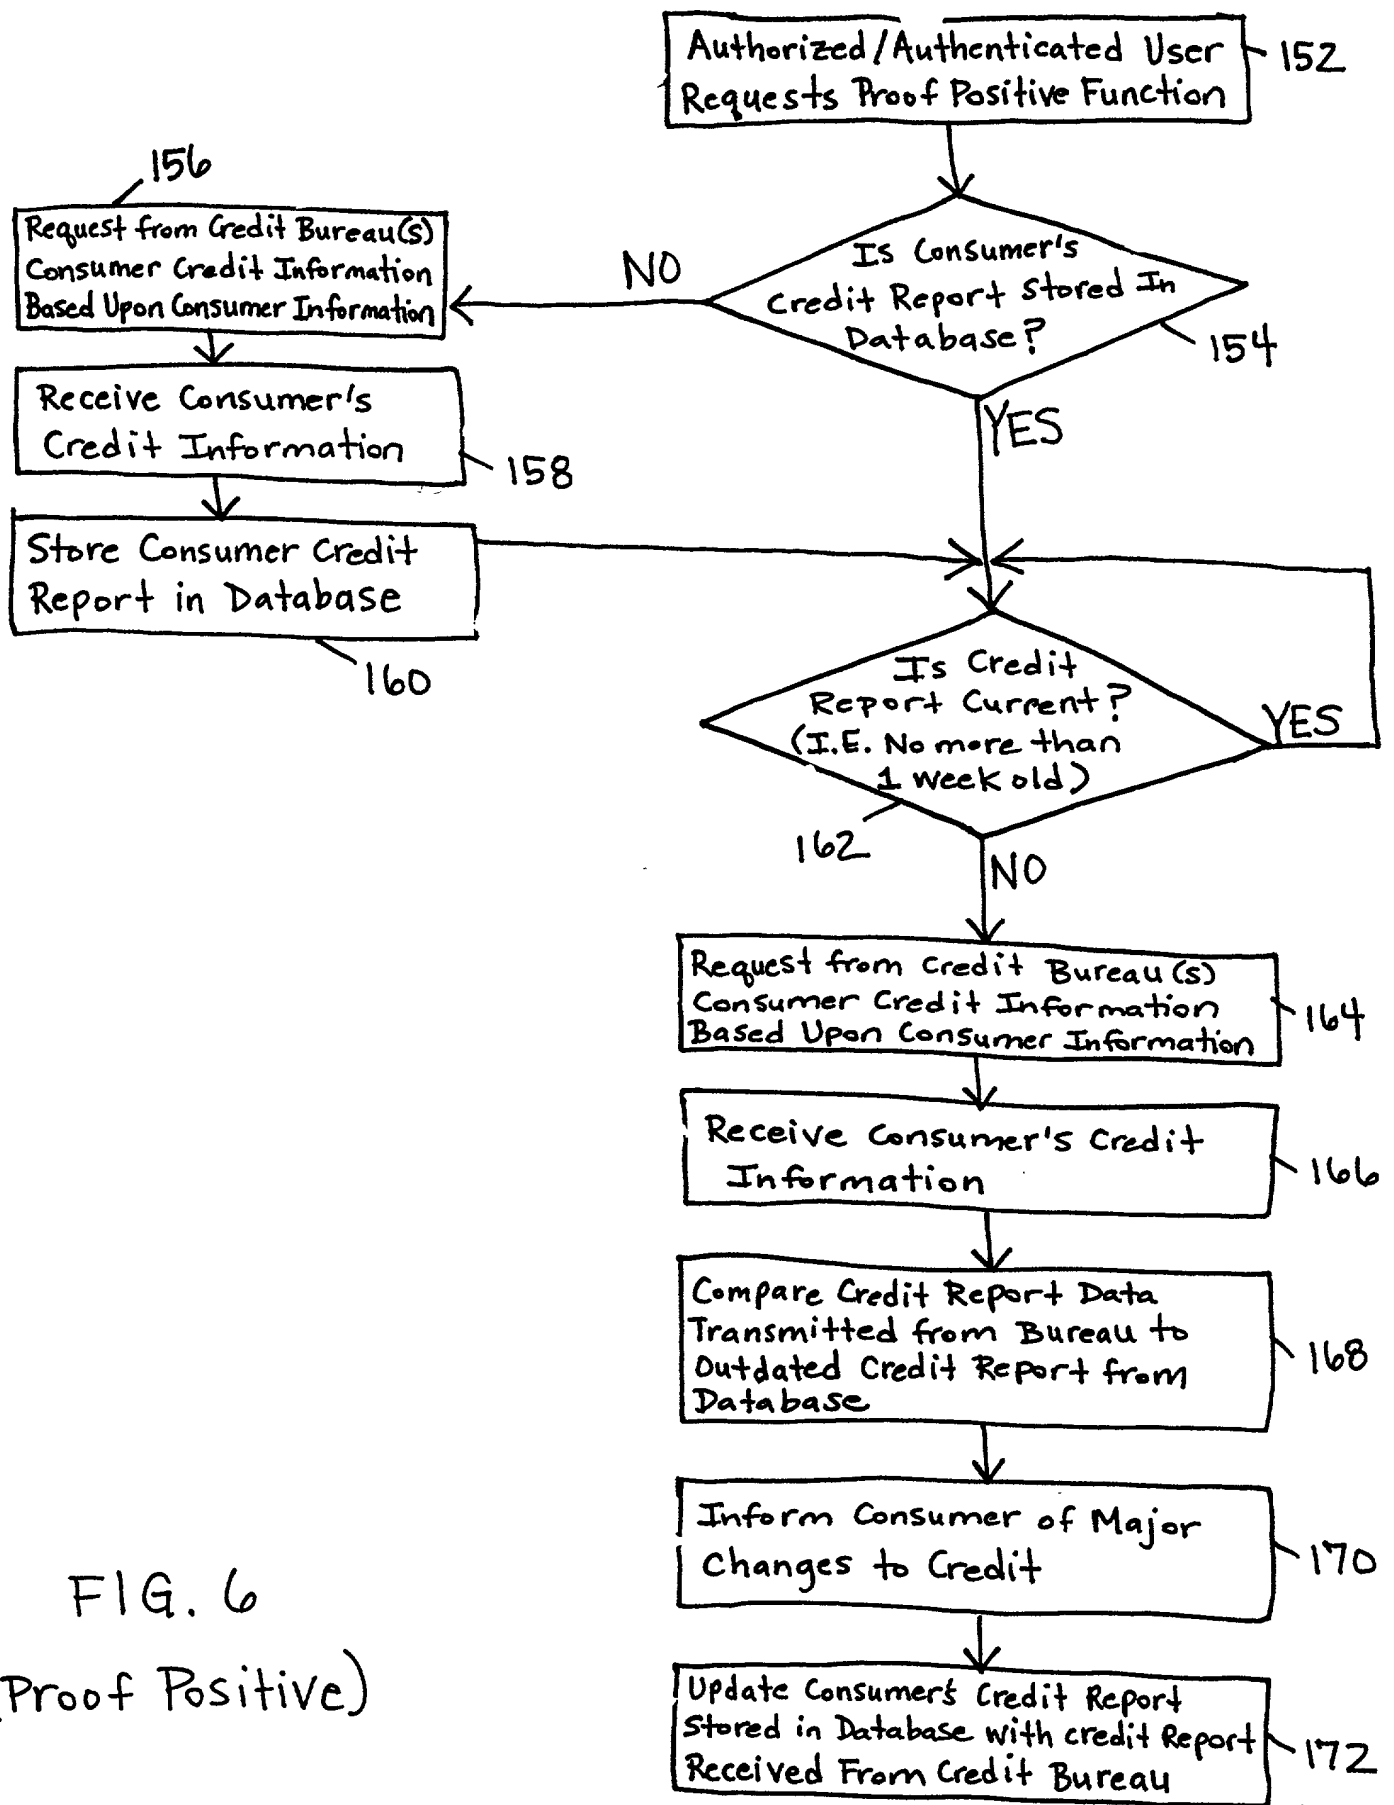 Authorized/Authenticated User
Requests Proof Positive Function
152
156
Request from Credit Bureau(s)
Consumer Credit Information
Based Upon Consumer Information
NO
Is Consumer's
Credit Report Stored In
Database?
154
Receive Consumer's
Credit Information
158
YES
Store Consumer Credit
Report in Database
160
Is Credit
Report Current?
(I.E. No more than
1 week old)
YES
162
NO
Request from Credit Bureau(s)
Consumer Credit Information
Based Upon Consumer Information
164
Receive Consumer's Credit
Information
166
Compare Credit Report Data
Transmitted from Bureau to
Outdated Credit Report from
Database
168
Inform Consumer of Major
Changes to Credit
170
Update Consumer's Credit Report
Stored in Database with credit Report
Received From Credit Bureau
172
FIG. 6
(Proof Positive)